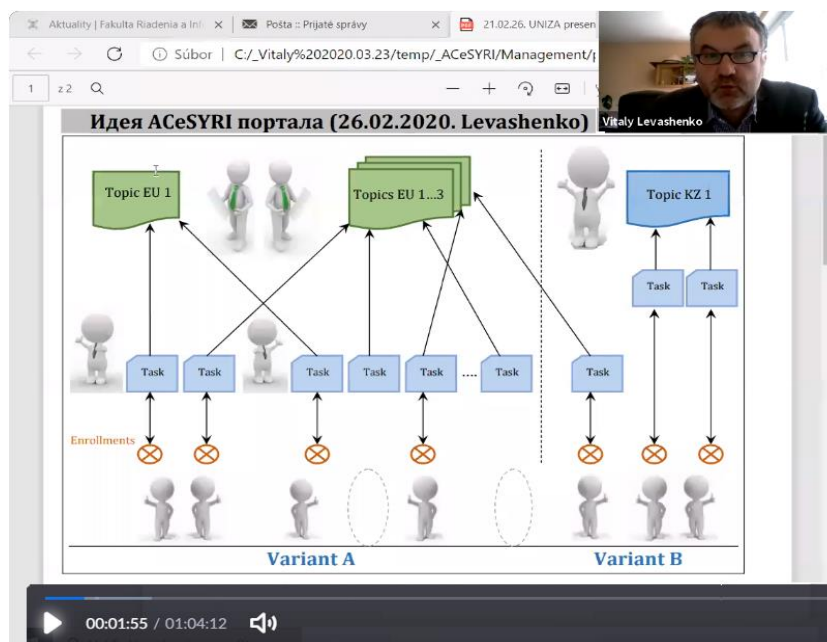 Aktuality | Fakulta Riadenia a Inf
Pošta :: Prijaté správy
21.02.26. UNIZA presen
Súbor
C:/_Vitaly%202020.03.23/temp/_ACeSYRI/Management/
1
z 2
Идея ACeSYRI портала (26.02.2020. Levashenko)
Vitaly Levashenko
Topic EU 1
Topics EU 1...3
Topic KZ 1
Task
Task
Task
Task
Task
Task
Task
....
Task
Task
Enrollments
Variant A
Variant B
00:01:55 / 01:04:12